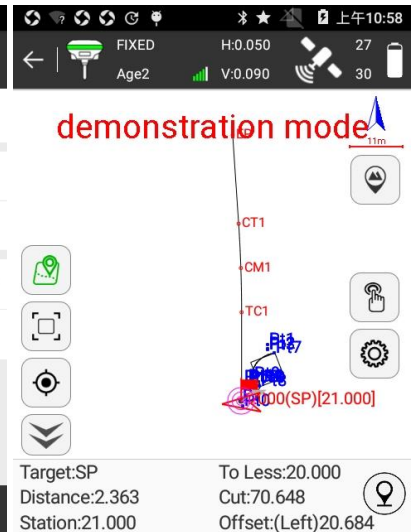 上午10:58
FIXED
H:0.050
27
Age2
V:0.090
30
demonstration mode
11m
CT1
CM1
TC1
00(SP)[21.000]
Target:SP
To Less:20.000
Distance:2.363
Cut:70.648
Station:21.000
Offset:(Left)20.684